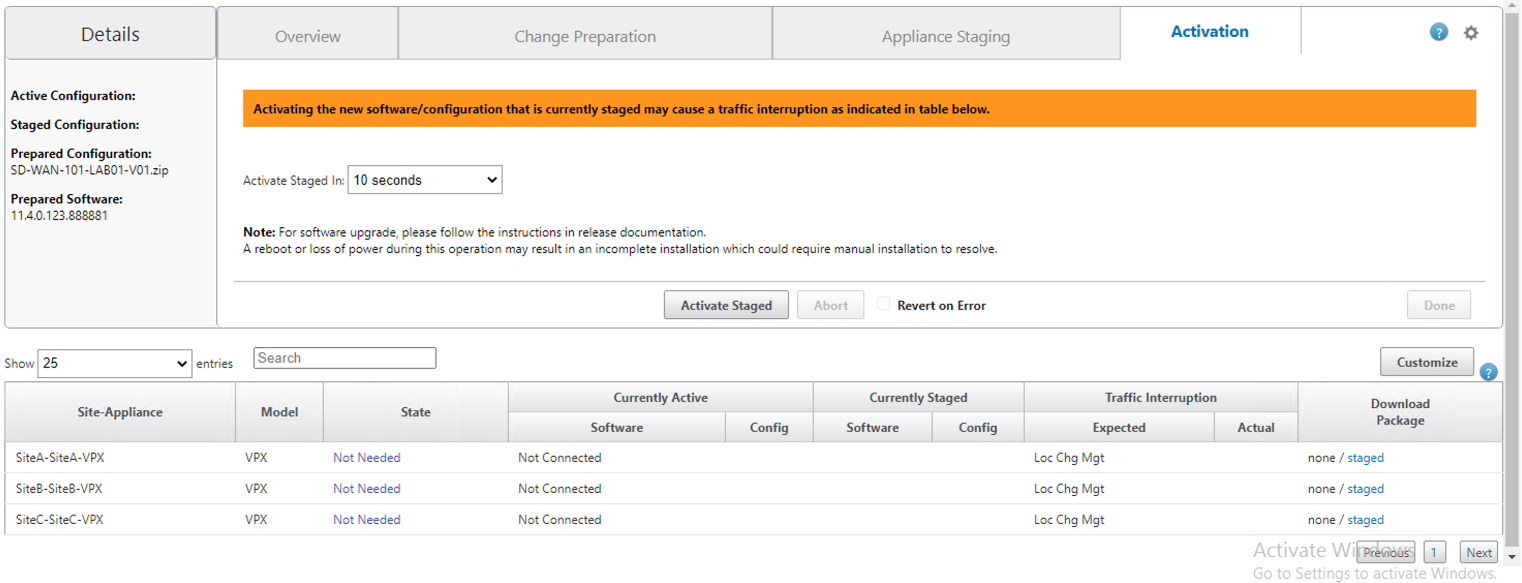 Details
Overview
Change Preparation
Appliance Staging
Activation
?
Active Configuration:
Staged Configuration:
Prepared Configuration:
SD-WAN-101-LAB01-V01.zip
Prepared Software:
11.4.0.123.888881
Activating the new software/configuration that is currently staged may cause a traffic interruption as indicated in table below.
Activate Staged In: 10 seconds
Note: For software upgrade, please follow the instructions in release documentation.
A reboot or loss of power during this operation may result in an incomplete installation which could require manual installation to resolve.
Activate Staged Abort Revert on Error Done
Show 25 entries Search Customize ?
Site-Appliance Model State Currently Active Currently Staged Traffic Interruption Download Package
Software Config Software Config Expected Actual
SiteA-SiteA-VPX VPX Not Needed Not Connected Loc Chg Mgt none / staged
SiteB-SiteB-VPX VPX Not Needed Not Connected Loc Chg Mgt none / staged
SiteC-SiteC-VPX VPX Not Needed Not Connected Loc Chg Mgt none / staged
Previous 1 Next
Activate Windows
Go to Settings to activate Windows.